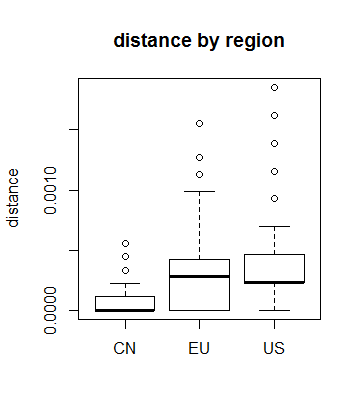 distance by region
distance
0.0010
0.0000
CN EU US